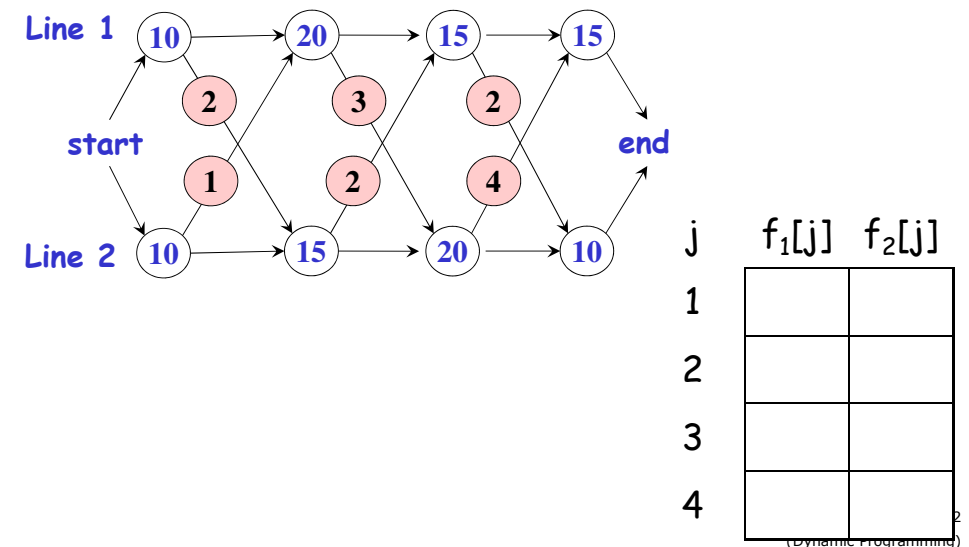 Line 1 10 20 15 15
2 3 2
start end
1 2 4
Line 2 10 15 20 10
j f₁[j] f₂[j]
1
2
3
4
2
(Dynamic Programming)